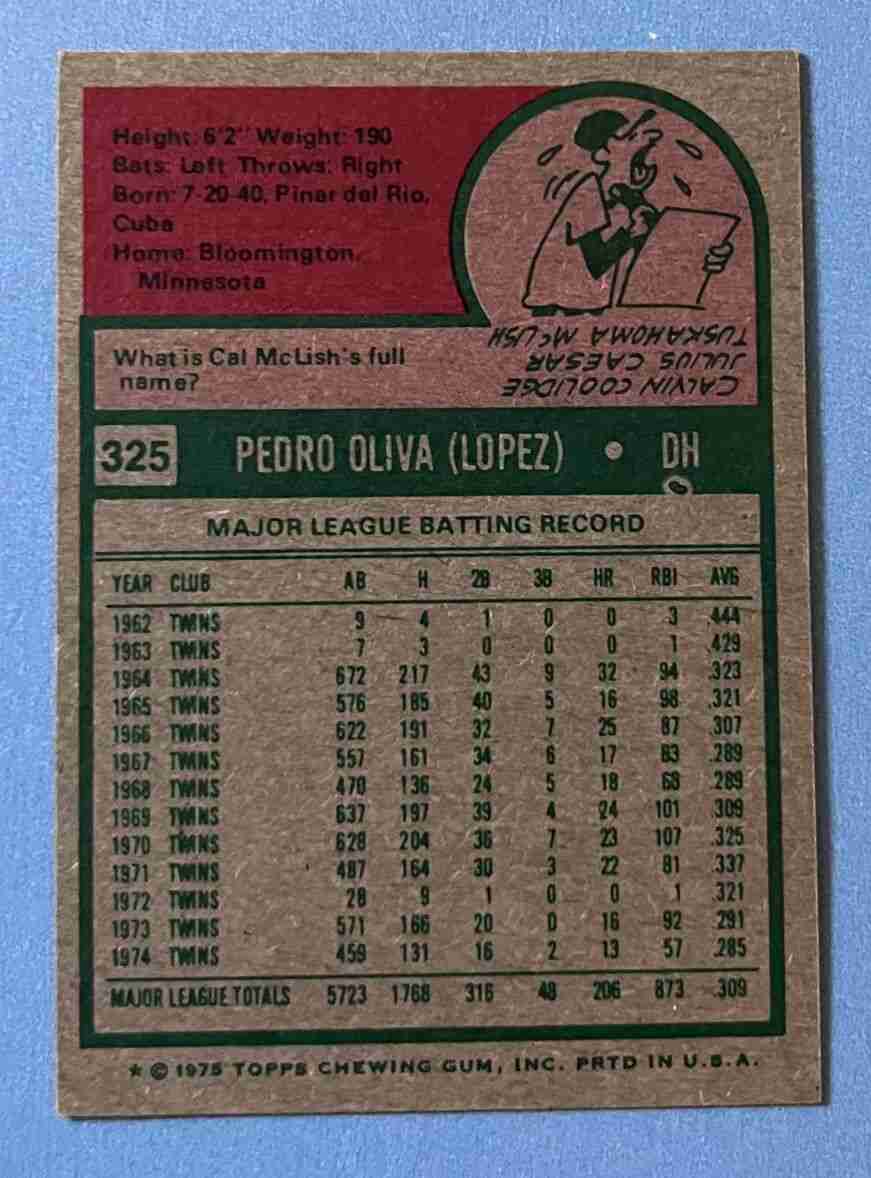 Height: 6'2" Weight: 190
Bats: Left Throws: Right
Born: 7-20-40, Pinar del Rio,
Cuba
Home: Bloomington,
Minnesota
What is Cal McLish's full
name?
CALVIN COOLIDGE
JULIUS CAESAR
TUSKAHOMA McLISH
325 PEDRO OLIVA (LOPEZ) • DH
MAJOR LEAGUE BATTING RECORD
YEAR CLUB AB H 2B 3B HR RBI AVG
1962 TWINS 9 4 1 0 0 3 .444
1963 TWINS 7 3 0 0 0 1 .429
1964 TWINS 672 217 43 9 32 94 .323
1965 TWINS 576 185 40 5 16 98 .321
1966 TWINS 622 191 32 7 25 87 .307
1967 TWINS 557 161 34 6 17 83 .289
1968 TWINS 470 136 24 5 18 68 .289
1969 TWINS 637 197 39 4 24 101 .309
1970 TWINS 628 204 36 7 23 107 .325
1971 TWINS 487 164 30 3 22 81 .337
1972 TWINS 28 9 1 0 0 1 .321
1973 TWINS 571 166 20 0 16 92 .291
1974 TWINS 459 131 16 2 13 57 .285
MAJOR LEAGUE TOTALS 5723 1768 316 48 206 873 .309
★ © 1975 TOPPS CHEWING GUM, INC. PRTD IN U.S.A.